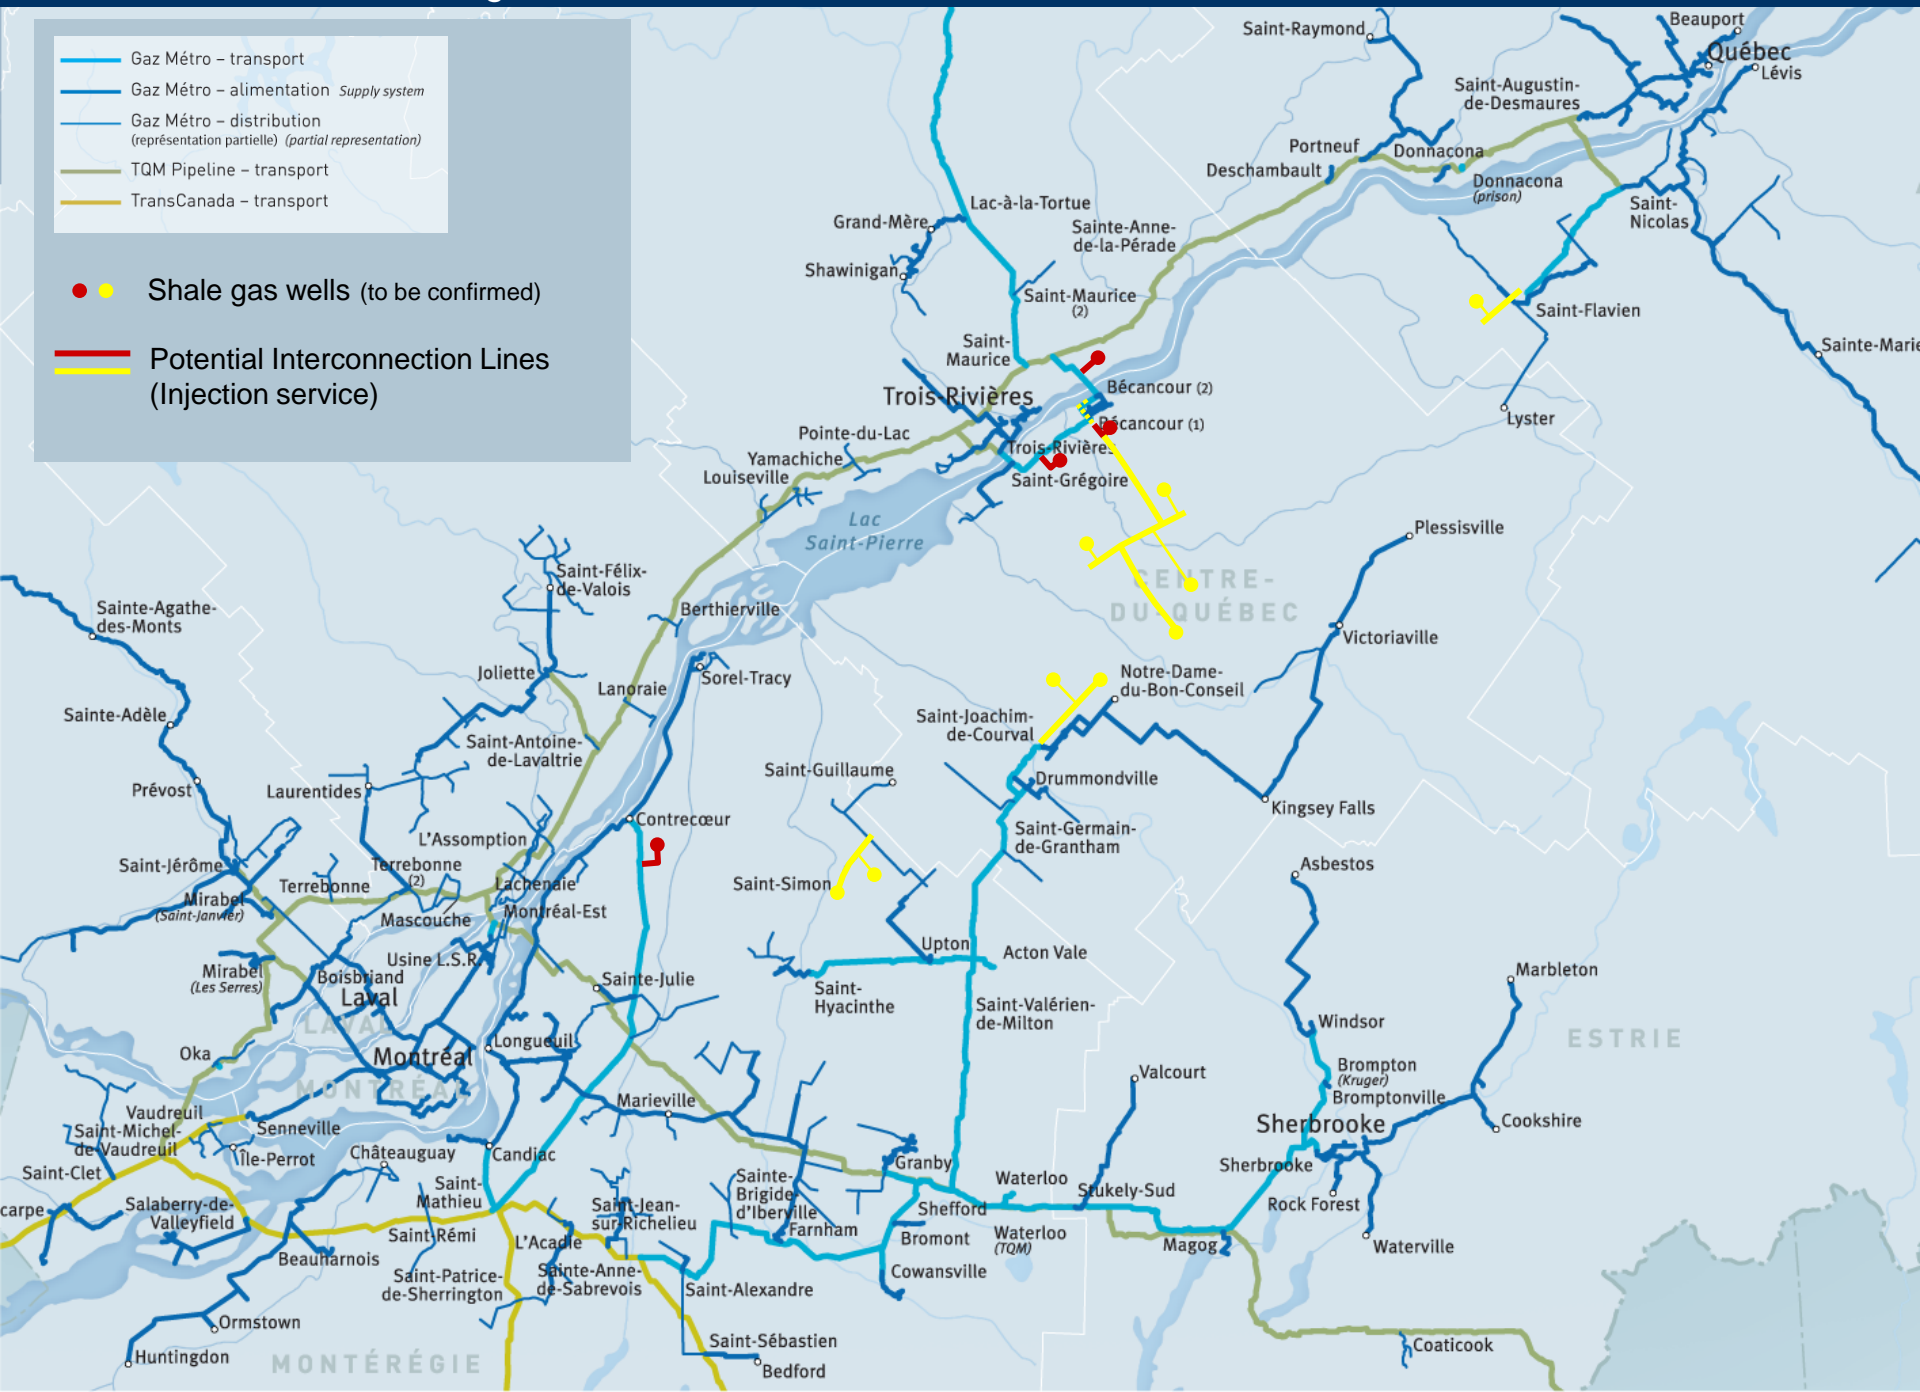 Gaz Métro – transport
Gaz Métro – alimentation Supply system
Gaz Métro – distribution
(représentation partielle) (partial representation)
TQM Pipeline – transport
TransCanada – transport
Shale gas wells (to be confirmed)
Potential Interconnection Lines
(Injection service)
Saint-Raymond
Beauport
Québec
Lévis
Saint-Augustin-
de-Desmaures
Portneuf
Donnacona
Deschambault
Donnacona
(prison)
Saint-
Nicolas
Lac-à-la-Tortue
Grand-Mère
Sainte-Anne-
de-la-Pérade
Shawinigan
Saint-Maurice
(2)
Saint-Flavien
Saint-
Maurice
Sainte-Marie
Bécancour (2)
Trois-Rivières
Bécancour (1)
Lyster
Pointe-du-Lac
Trois-Rivières
Yamachiche
Louiseville
Saint-Grégoire
Lac
Saint-Pierre
Plessisville
Saint-Félix-
de-Valois
CENTRE-
DU-QUÉBEC
Sainte-Agathe-
des-Monts
Berthierville
Victoriaville
Joliette
Sorel-Tracy
Lanoraie
Notre-Dame-
du-Bon-Conseil
Sainte-Adèle
Saint-Joachim-
de-Courval
Saint-Antoine-
de-Lavaltrie
Saint-Guillaume
Drummondville
Prévost
Laurentides
Kingsey Falls
Contrecœur
L'Assomption
Saint-Germain-
de-Grantham
Saint-Jérôme
Terrebonne
(2)
Asbestos
Terrebonne
Lachenaie
Saint-Simon
Mirabel
(Saint-Janvier)
Mascouche
Montréal-Est
Upton
Acton Vale
Usine L.S.R.
Mirabel
(Les Serres)
Boisbriand
Sainte-Julie
Marbleton
Laval
LAVAL
Saint-
Hyacinthe
Saint-Valérien-
de-Milton
Windsor
ESTRIE
Oka
Montréal
Longueuil
MONTRÉAL
Valcourt
Brompton
(Kruger)
Bromptonville
Marieville
Vaudreuil
Senneville
Saint-Michel-
de-Vaudreuil
Sherbrooke
Cookshire
Île-Perrot
Châteauguay
Candiac
Saint-Clet
Granby
Sherbrooke
Sainte-
Brigide-
d'Iberville
Waterloo
Stukely-Sud
Saint-
Mathieu
Rock Forest
carpe
Salaberry-de-
Valleyfield
Saint-Jean-
sur-Richelieu
Shefford
Farnham
Saint-Rémi
L'Acadie
Bromont
Waterloo
(TQM)
Magog
Waterville
Beauharnois
Saint-Patrice-
de-Sherrington
Sainte-Anne-
de-Sabrevois
Cowansville
Saint-Alexandre
Ormstown
Saint-Sébastien
Coaticook
Huntingdon
MONTÉRÉGIE
Bedford